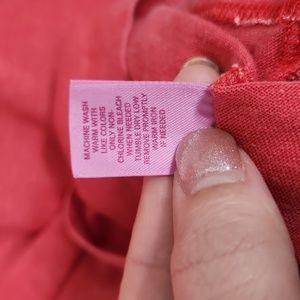 MACHINE WASH
WARM WITH
LIKE COLORS
ONLY NON-
CHLORINE BLEACH
WHEN NEEDED
TUMBLE DRY LOW
REMOVE PROMPTLY
WARM IRON
IF NEEDED